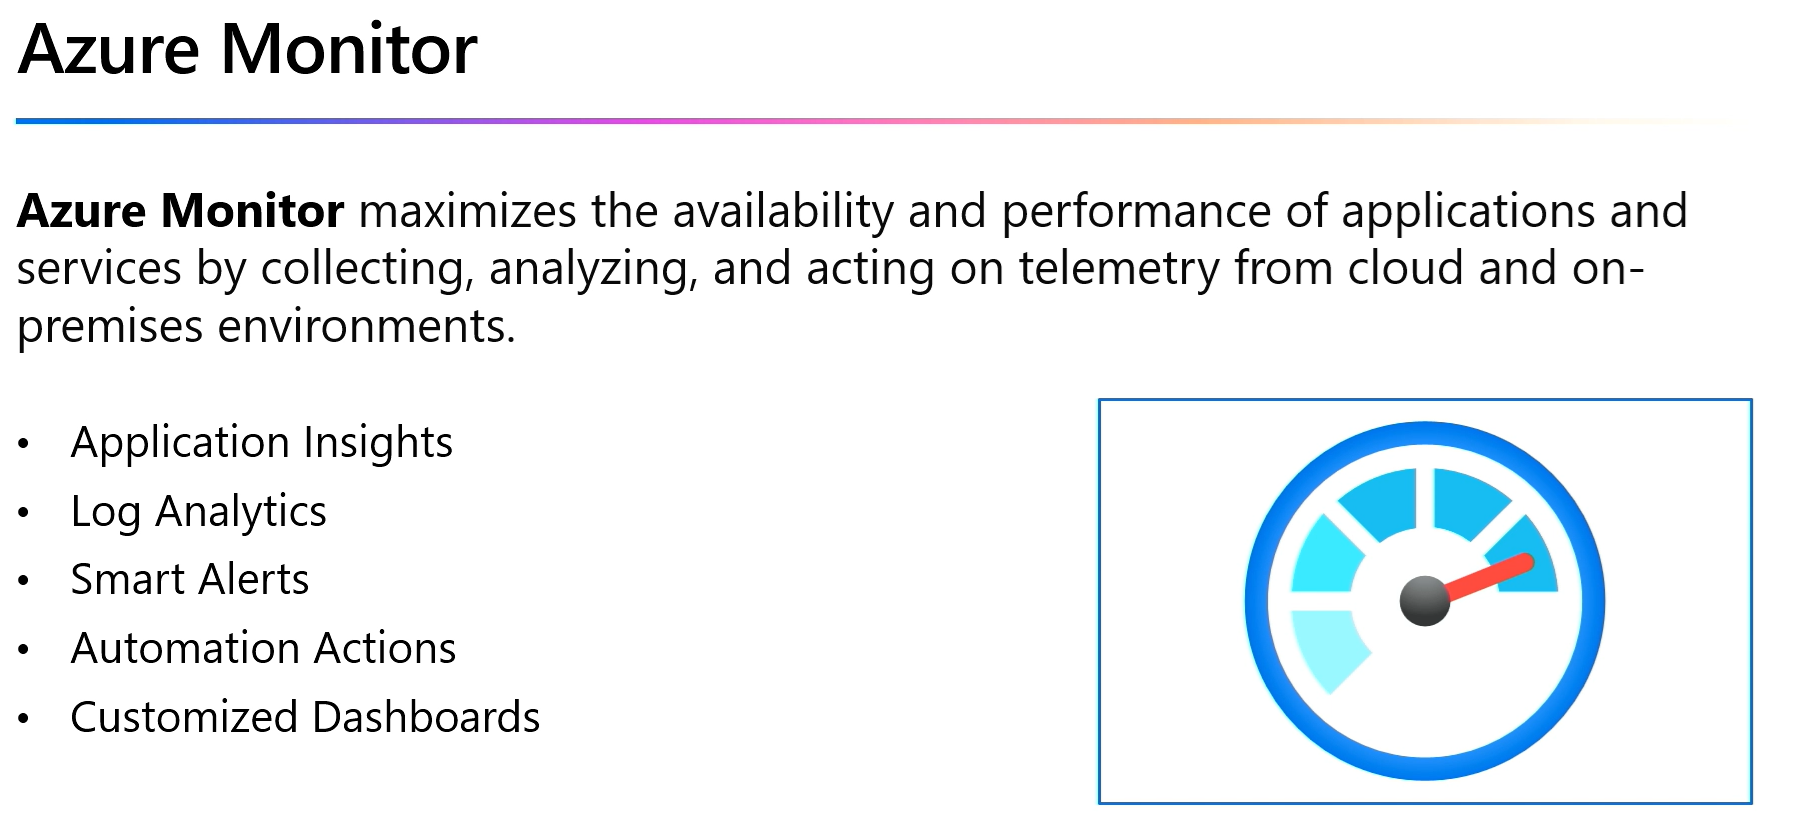 Azure Monitor
Azure Monitor maximizes the availability and performance of applications and
services by collecting, analyzing, and acting on telemetry from cloud and on-
premises environments.
• Application Insights
• Log Analytics
• Smart Alerts
• Automation Actions
• Customized Dashboards